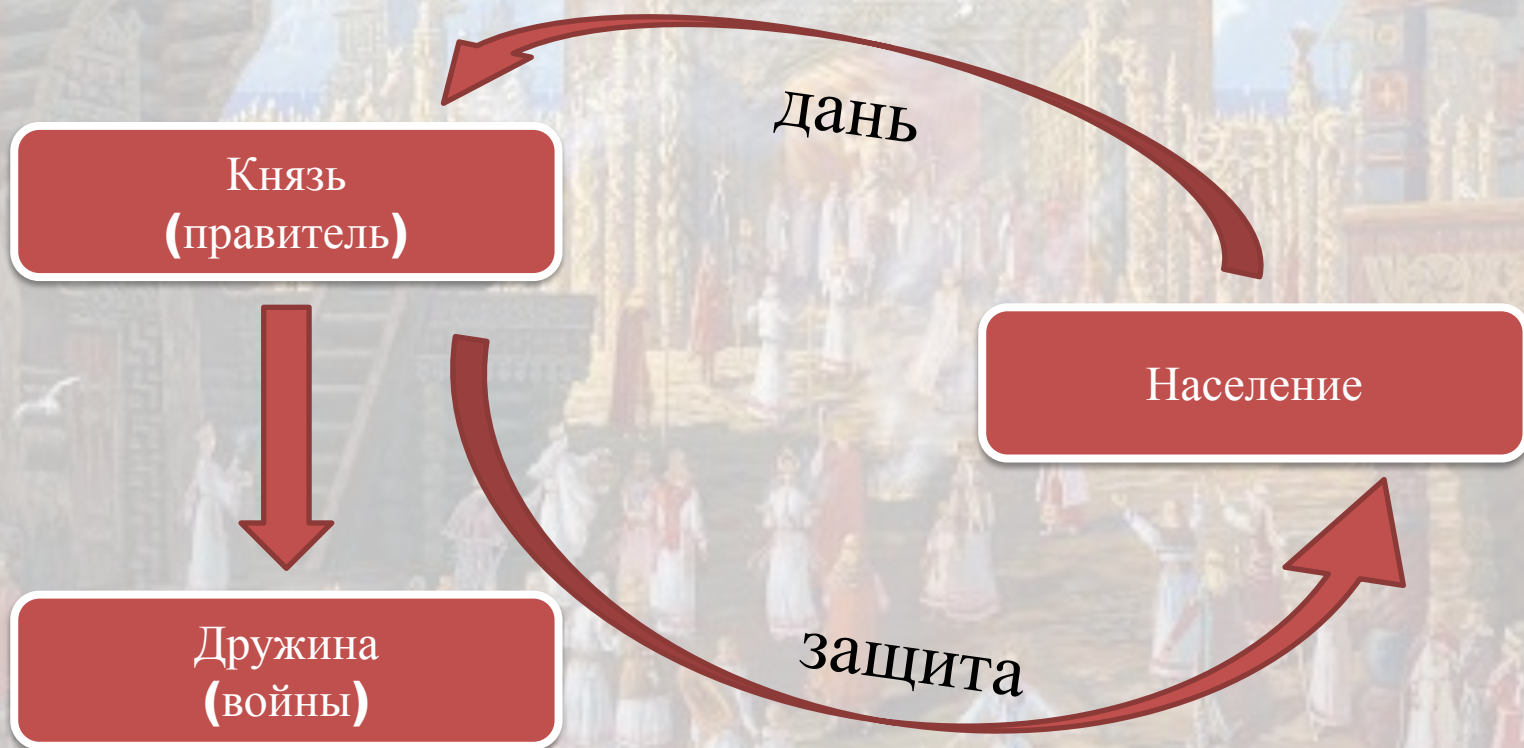 дань
Князь
(правитель)
Население
Дружина
(войны)
защита